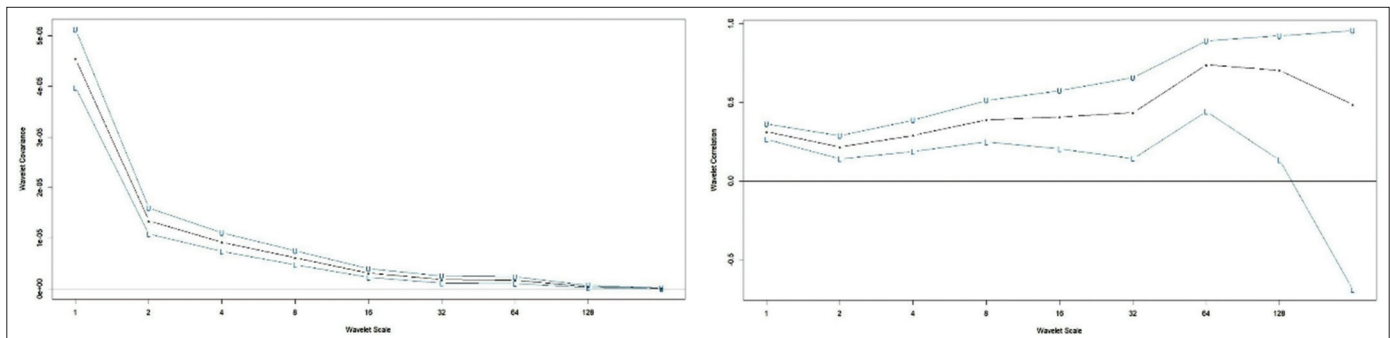 Wavelet Covariance
5e-05
4e-05
3e-05
2e-05
1e-05
0e+00
U
U
U
U
U
U
U
U
U
L
L
L
L
L
L
L
L
L
1 2 4 8 16 32 64 128
Wavelet Scale
Wavelet Correlation
1.0
0.5
0.0
-0.5
U
U
U
U
U
U
U
U
U
L
L
L
L
L
L
L
L
L
1 2 4 8 16 32 64 128
Wavelet Scale